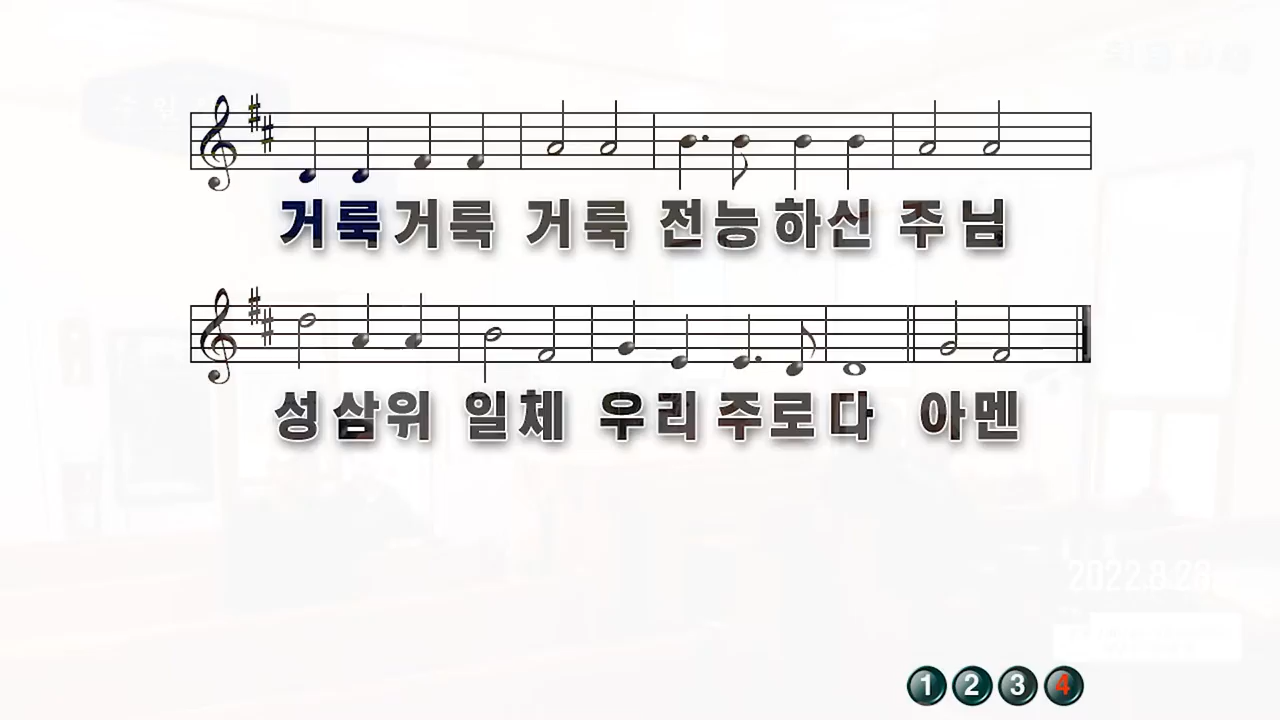 거룩거룩 거룩 전능하신 주님
성삼위 일체 우리 주로다 아멘
2022.8.28
1 2 3 4